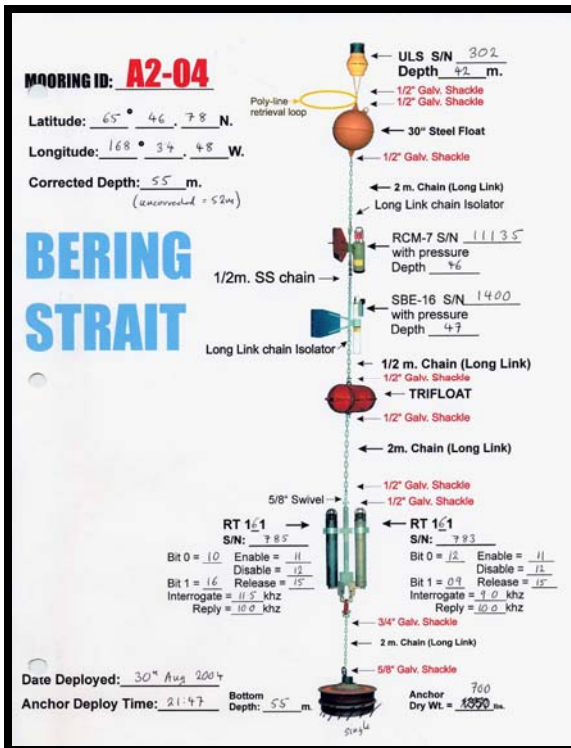 MOORING ID: A2-04
Latitude: 65° 46.78 N.
Longitude: 168° 34.48 W.
Corrected Depth: 55 m.
(uncorrected = 52m)
BERING
STRAIT
ULS S/N 302
Depth 42 m.
1/2" Galv. Shackle
1/2" Galv. Shackle
Poly-line
retrieval loop
30" Steel Float
1/2" Galv. Shackle
2 m. Chain (Long Link)
Long Link chain Isolator
RCM-7 S/N 11135
with pressure
Depth 46
1/2m. SS chain
SBE-16 S/N 1400
with pressure
Depth 47
Long Link chain Isolator
1/2 m. Chain (Long Link)
1/2" Galv. Shackle
TRIFLOAT
1/2" Galv. Shackle
2m. Chain (Long Link)
1/2" Galv. Shackle
5/8" Swivel
1/2" Galv. Shackle
RT 161
S/N: 785
Bit 0 = 10 Enable = 11
Disable = 12
Bit 1 = 16 Release = 15
Interrogate = 11.5 khz
Reply = 10.0 khz
RT 161
S/N: 783
Bit 0 = 12 Enable = 11
Disable = 12
Bit 1 = 09 Release = 15
Interrogate = 9.0 khz
Reply = 10.0 khz
3/4" Galv. Shackle
2 m. Chain (Long Link)
5/8" Galv. Shackle
Date Deployed: 30th Aug 2004
Anchor Deploy Time: 21:47
Bottom
Depth: 55 m.
single
Anchor 700
Dry Wt. = 1350 lbs.